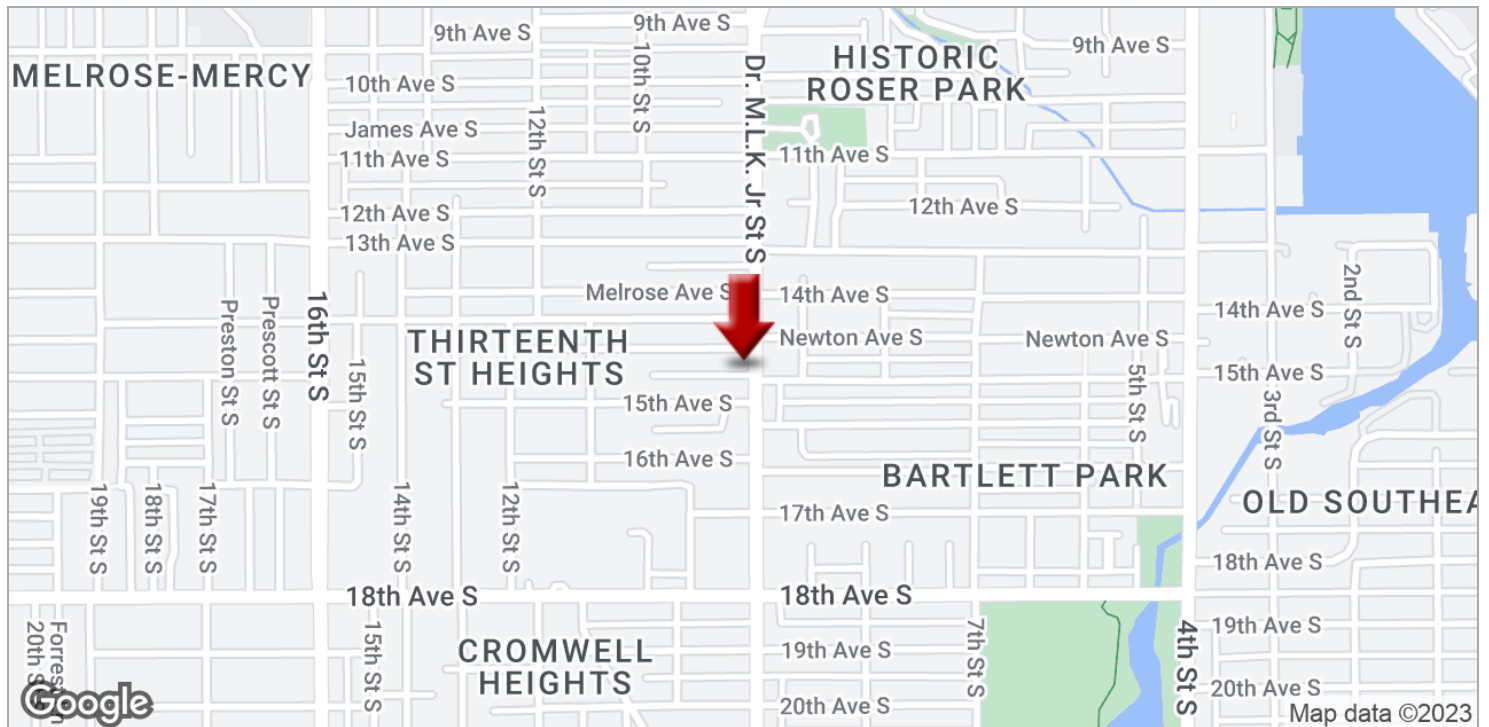 9th Ave S
9th Ave S
9th Ave S
MELROSE-MERCY
10th Ave S
10th St S
Dr. M.L.K. Jr St S
HISTORIC
ROSER PARK
James Ave S
12th St S
11th Ave S
11th Ave S
12th Ave S
12th Ave S
13th Ave S
Melrose Ave S
14th Ave S
14th Ave S
2nd St S
Preston St S
Prescott St S
16th St S
THIRTEENTH
ST HEIGHTS
Newton Ave S
Newton Ave S
15th St S
15th Ave S
15th Ave S
5th St S
3rd St S
16th Ave S
BARTLETT PARK
19th St S
18th St S
17th St S
14th St S
12th St S
17th Ave S
OLD SOUTHEA
18th Ave S
18th Ave S
18th Ave S
Forrest
20th St
15th St S
CROMWELL
HEIGHTS
19th Ave S
7th St S
4th St S
19th Ave S
20th Ave S
20th Ave S
Google
Map data ©2023